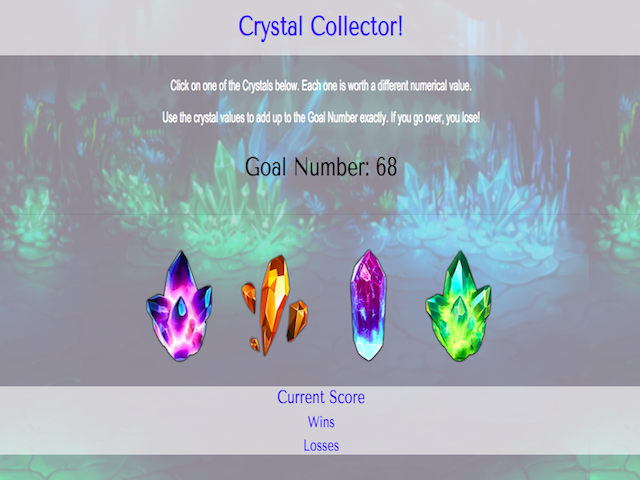 Crystal Collector!
Click on one of the Crystals below. Each one is worth a different numerical value.
Use the crystal values to add up to the Goal Number exactly. If you go over, you lose!
Goal Number: 68
Current Score
Wins
Losses